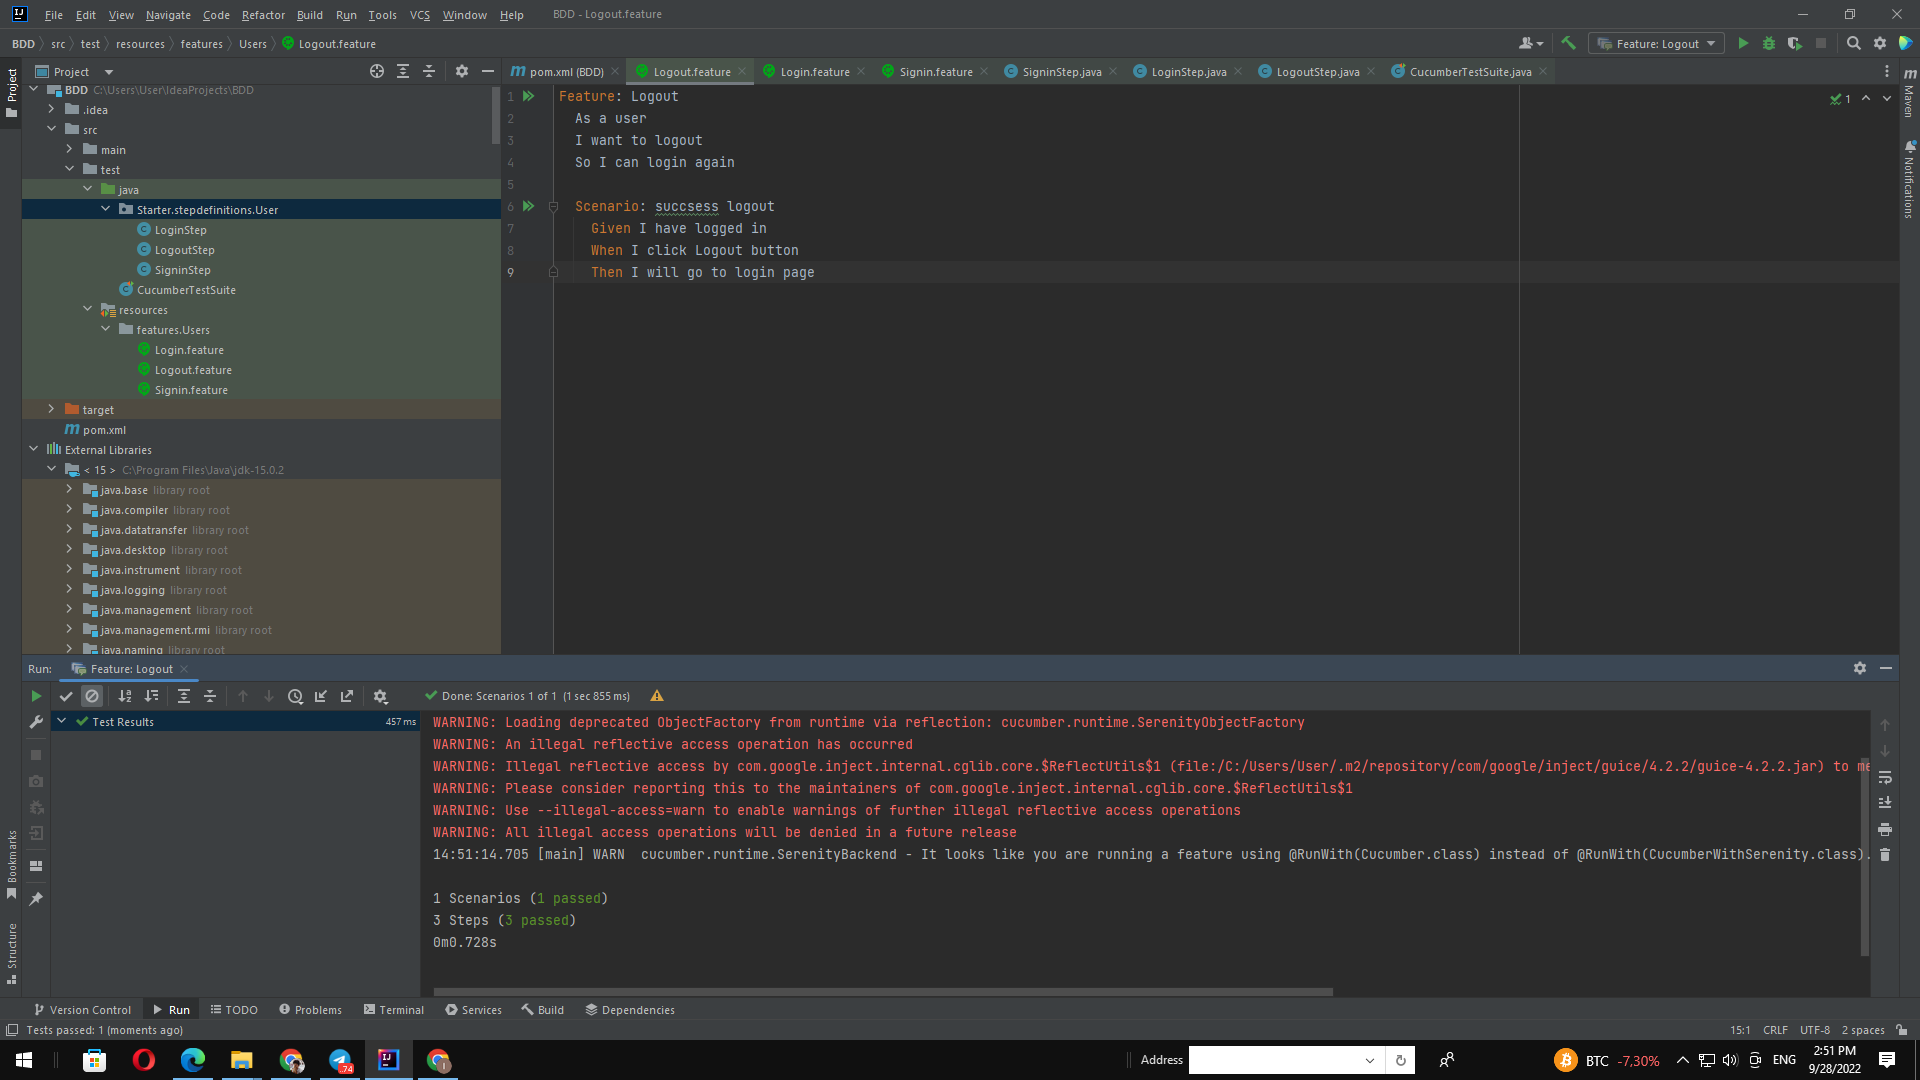 File Edit View Navigate Code Refactor Build Run Tools VCS Window Help BDD - Logout.feature
BDD src test resources features Users Logout.feature
Feature: Logout
Project
pom.xml (BDD) Logout.feature Login.feature Signin.feature SigninStep.java LoginStep.java LogoutStep.java CucumberTestSuite.java
Project
Maven
Notifications
BDD C:\Users\User\IdeaProjects\BDD
.idea
src
main
test
java
Starter.stepdefinitions.User
LoginStep
LogoutStep
SigninStep
CucumberTestSuite
resources
features.Users
Login.feature
Logout.feature
Signin.feature
target
pom.xml
External Libraries
< 15 > C:\Program Files\Java\jdk-15.0.2
java.base library root
java.compiler library root
java.datatransfer library root
java.desktop library root
java.instrument library root
java.logging library root
java.management library root
java.management.rmi library root
java.naming library root
1 Feature: Logout
2 As a user
3 I want to logout
4 So I can login again
5
6 Scenario: succsess logout
7 Given I have logged in
8 When I click Logout button
9 Then I will go to login page
1
Run: Feature: Logout
Done: Scenarios 1 of 1 (1 sec 855 ms)
Test Results 457 ms
WARNING: Loading deprecated ObjectFactory from runtime via reflection: cucumber.runtime.SerenityObjectFactory
WARNING: An illegal reflective access operation has occurred
WARNING: Illegal reflective access by com.google.inject.internal.cglib.core.$ReflectUtils$1 (file:/C:/Users/User/.m2/repository/com/google/inject/guice/4.2.2/guice-4.2.2.jar) to me
WARNING: Please consider reporting this to the maintainers of com.google.inject.internal.cglib.core.$ReflectUtils$1
WARNING: Use --illegal-access=warn to enable warnings of further illegal reflective access operations
WARNING: All illegal access operations will be denied in a future release
14:51:14.705 [main] WARN cucumber.runtime.SerenityBackend - It looks like you are running a feature using @RunWith(Cucumber.class) instead of @RunWith(CucumberWithSerenity.class).
1 Scenarios (1 passed)
3 Steps (3 passed)
0m0.728s
Bookmarks
Structure
Version Control Run TODO Problems Terminal Services Build Dependencies
Tests passed: 1 (moments ago)
15:1 CRLF UTF-8 2 spaces
.74
Address
BTC -7,30%
ENG
2:51 PM
9/28/2022